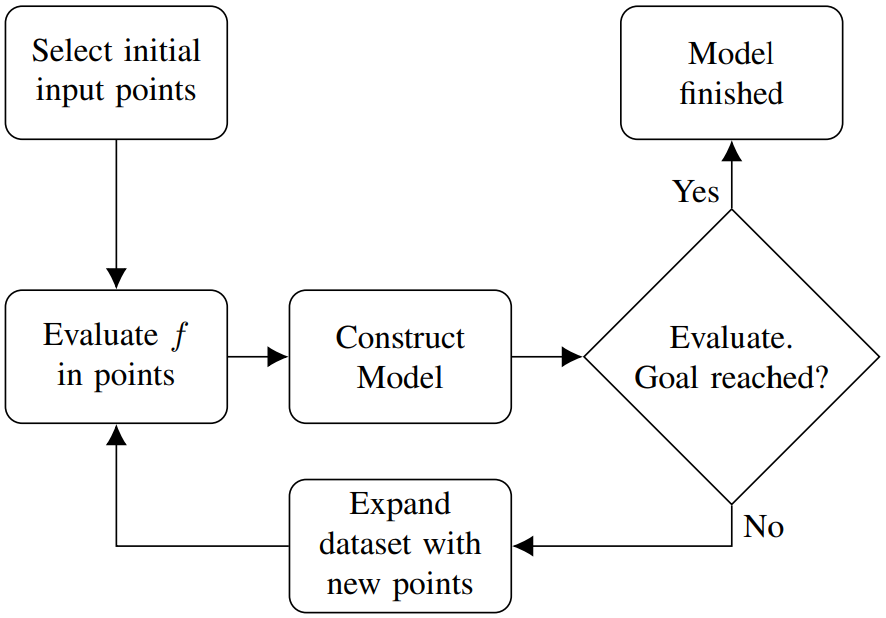 Select initial
input points
Model
finished
Yes
Evaluate f
in points
Construct
Model
Evaluate.
Goal reached?
Expand
dataset with
new points
No